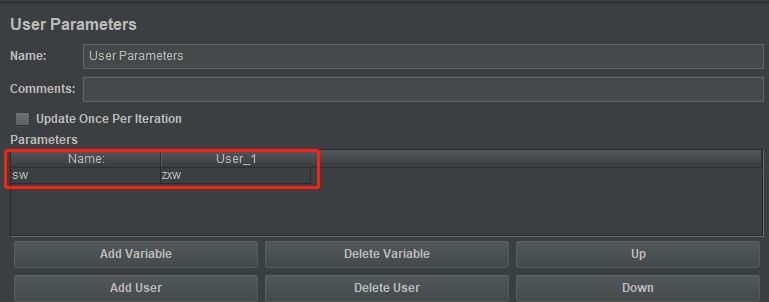 User Parameters
Name: User Parameters
Comments:
Update Once Per Iteration
Parameters
Name: User_1
sw zxw
Add Variable Delete Variable Up
Add User Delete User Down